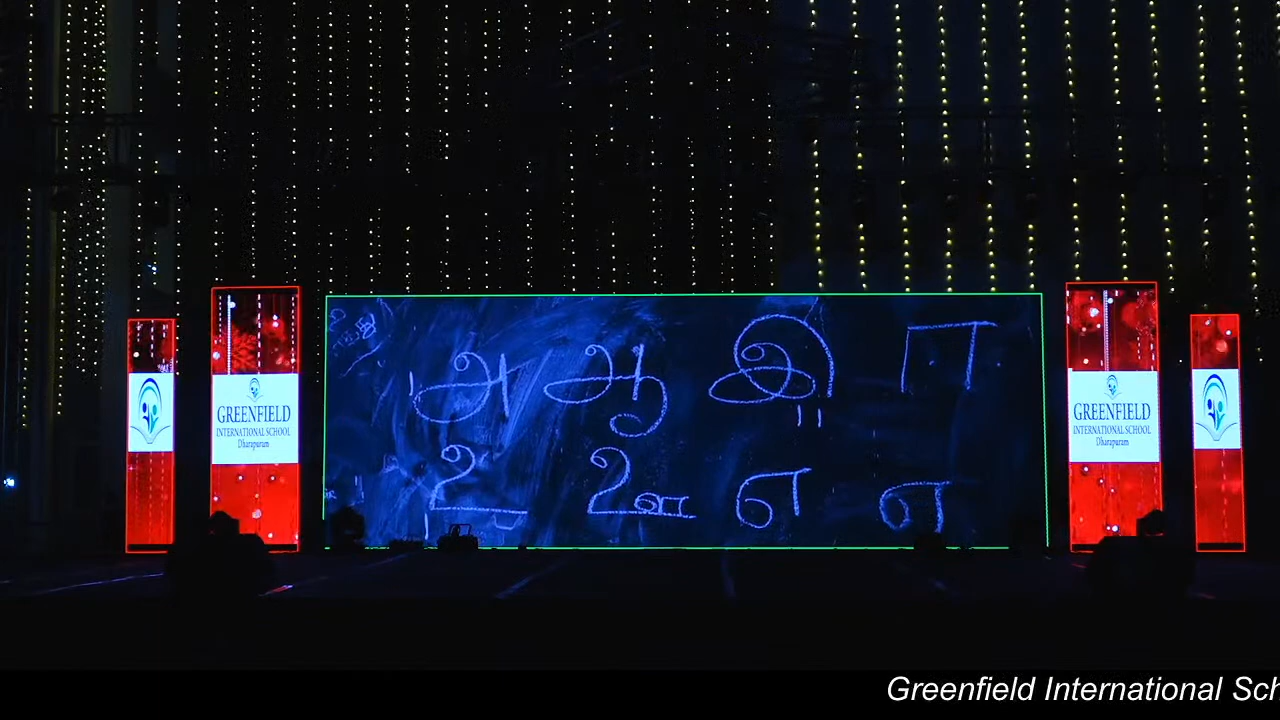 அ ஆ இ ஈ
உ ஊ எ ஏ
GREENFIELD
INTERNATIONAL SCHOOL
Dharapuram
GREENFIELD
INTERNATIONAL SCHOOL
Dharapuram
Greenfield International Sch